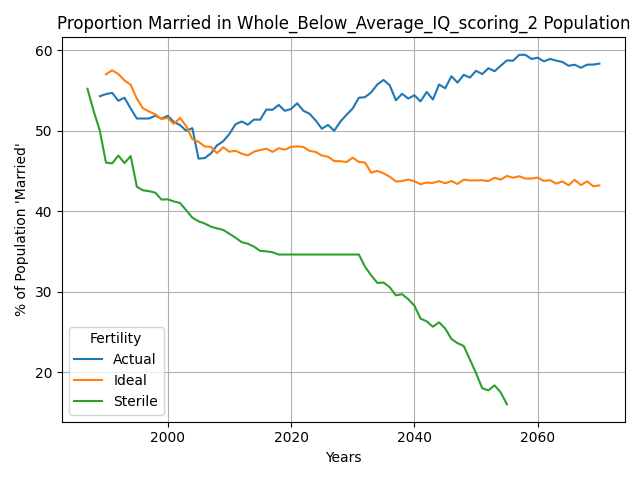 Proportion Married in Whole_Below_Average_IQ_scoring_2 Population
% of Population 'Married'
60
50
40
30
20
Fertility
Actual
Ideal
Sterile
2000 2020 2040 2060
Years